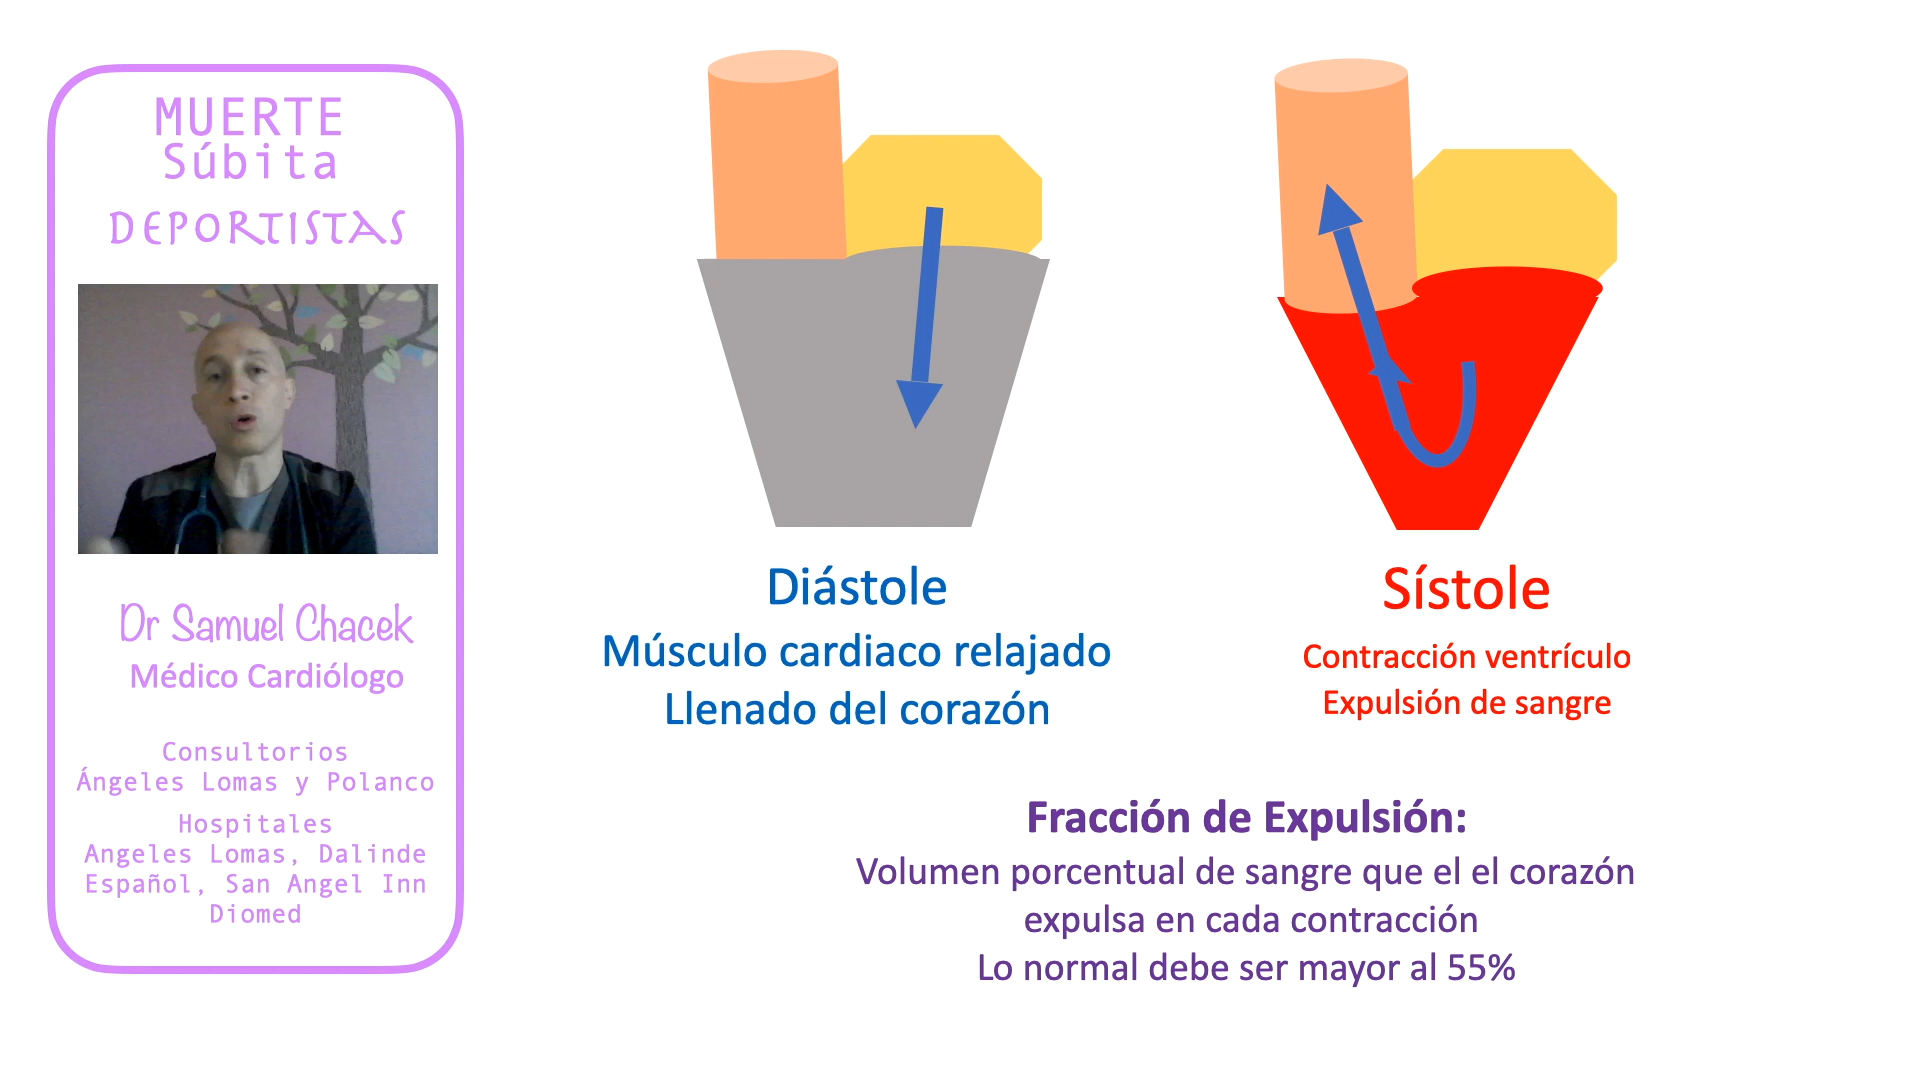 MUERTE
Súbita
DEPORTISTAS
Dr Samuel Chacek
Médico Cardiólogo
Consultorios
Ángeles Lomas y Polanco
Hospitales
Angeles Lomas, Dalinde
Español, San Angel Inn
Diomed
Diástole
Músculo cardiaco relajado
Llenado del corazón
Sístole
Contracción ventrículo
Expulsión de sangre
Fracción de Expulsión:
Volumen porcentual de sangre que el el corazón
expulsa en cada contracción
Lo normal debe ser mayor al 55%